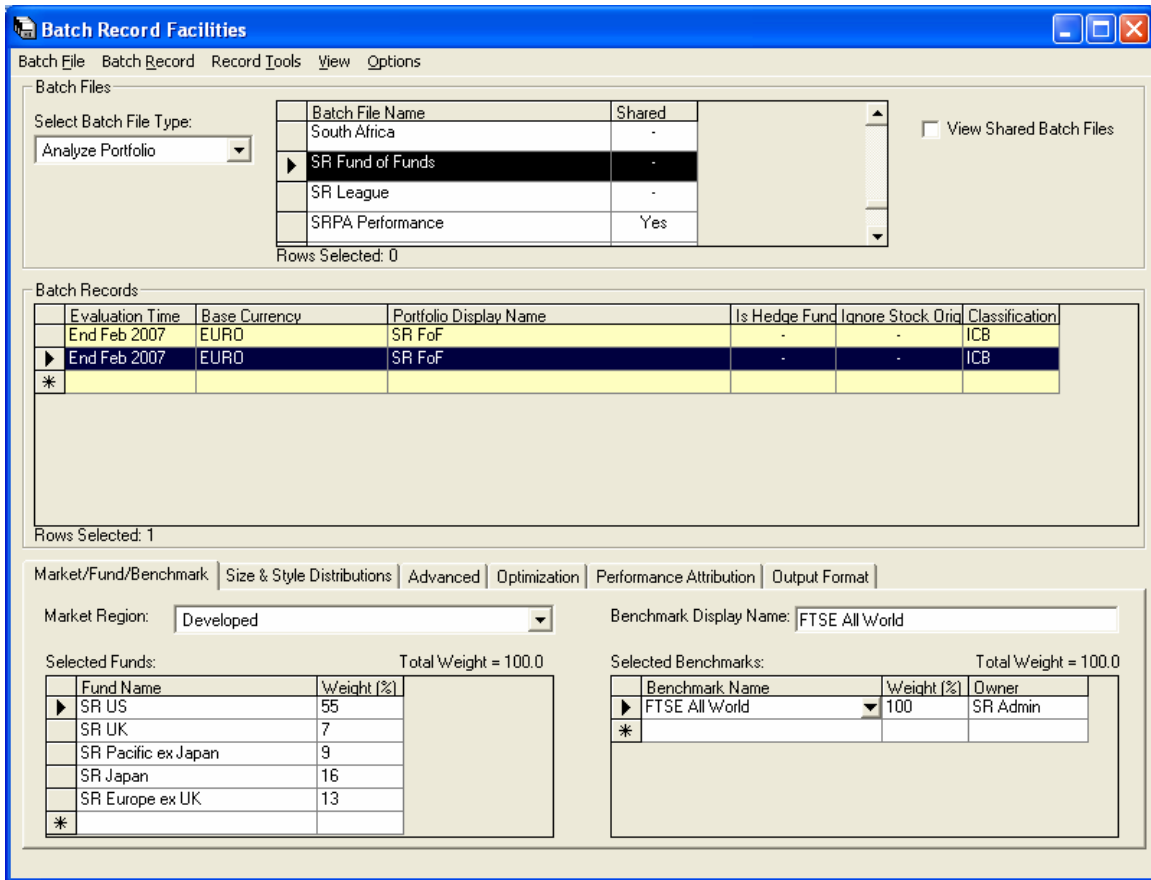 Batch Record Facilities
Batch File Batch Record Record Tools View Options
Batch Files
Select Batch File Type:
Analyze Portfolio
Batch File Name Shared
South Africa -
SR Fund of Funds -
SR League -
SRPA Performance Yes
Rows Selected: 0
View Shared Batch Files
Batch Records
Evaluation Time Base Currency Portfolio Display Name Is Hedge Fund Ignore Stock Orig Classification
End Feb 2007 EURO SR FoF - - ICB
End Feb 2007 EURO SR FoF - - ICB
Rows Selected: 1
Market/Fund/Benchmark Size & Style Distributions Advanced Optimization Performance Attribution Output Format
Market Region: Developed
Benchmark Display Name: FTSE All World
Selected Funds: Total Weight = 100.0
Fund Name Weight (%)
SR US 55
SR UK 7
SR Pacific ex Japan 9
SR Japan 16
SR Europe ex UK 13
Selected Benchmarks: Total Weight = 100.0
Benchmark Name Weight (%) Owner
FTSE All World 100 SR Admin